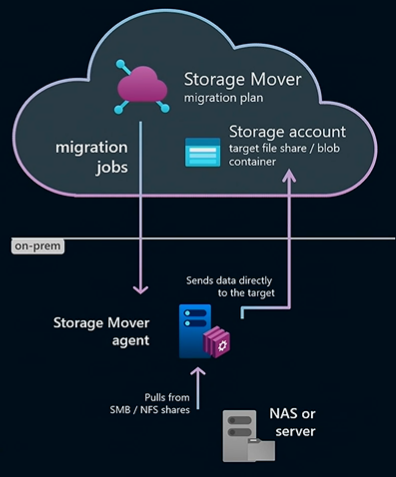 Storage Mover
migration plan
Storage account
target file share / blob
container
migration
jobs
on-prem
Sends data directly
to the target
Storage Mover
agent
Pulls from
SMB / NFS shares
NAS or
server